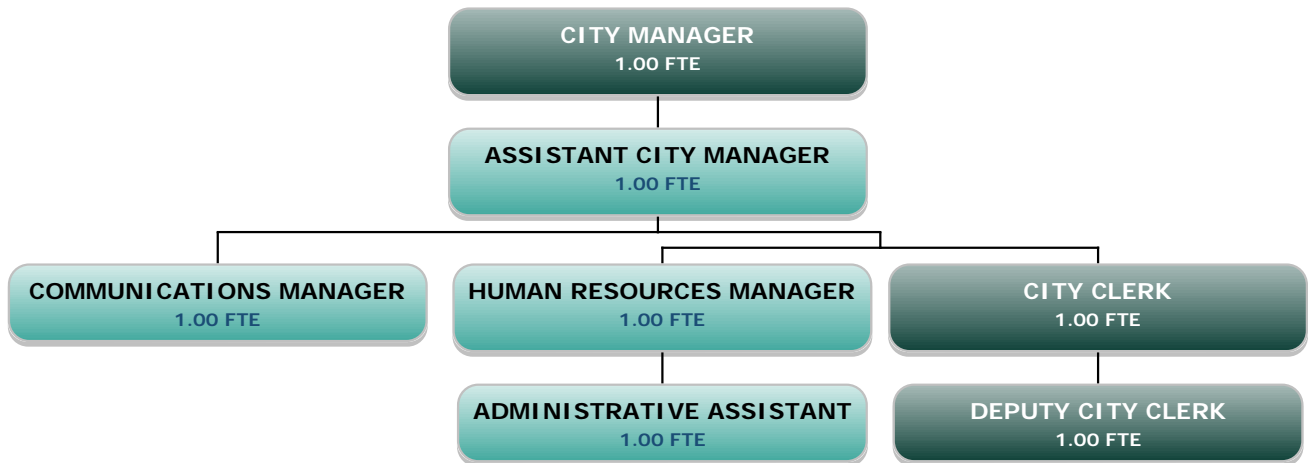 CITY MANAGER
1.00 FTE
ASSISTANT CITY MANAGER
1.00 FTE
COMMUNICATIONS MANAGER
1.00 FTE
HUMAN RESOURCES MANAGER
1.00 FTE
CITY CLERK
1.00 FTE
ADMINISTRATIVE ASSISTANT
1.00 FTE
DEPUTY CITY CLERK
1.00 FTE